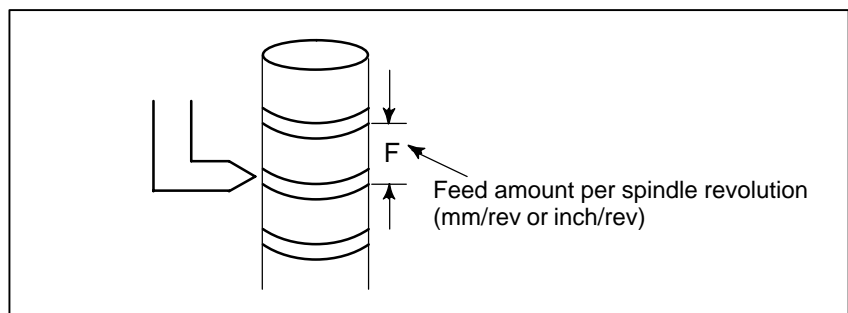 F
Feed amount per spindle revolution
(mm/rev or inch/rev)